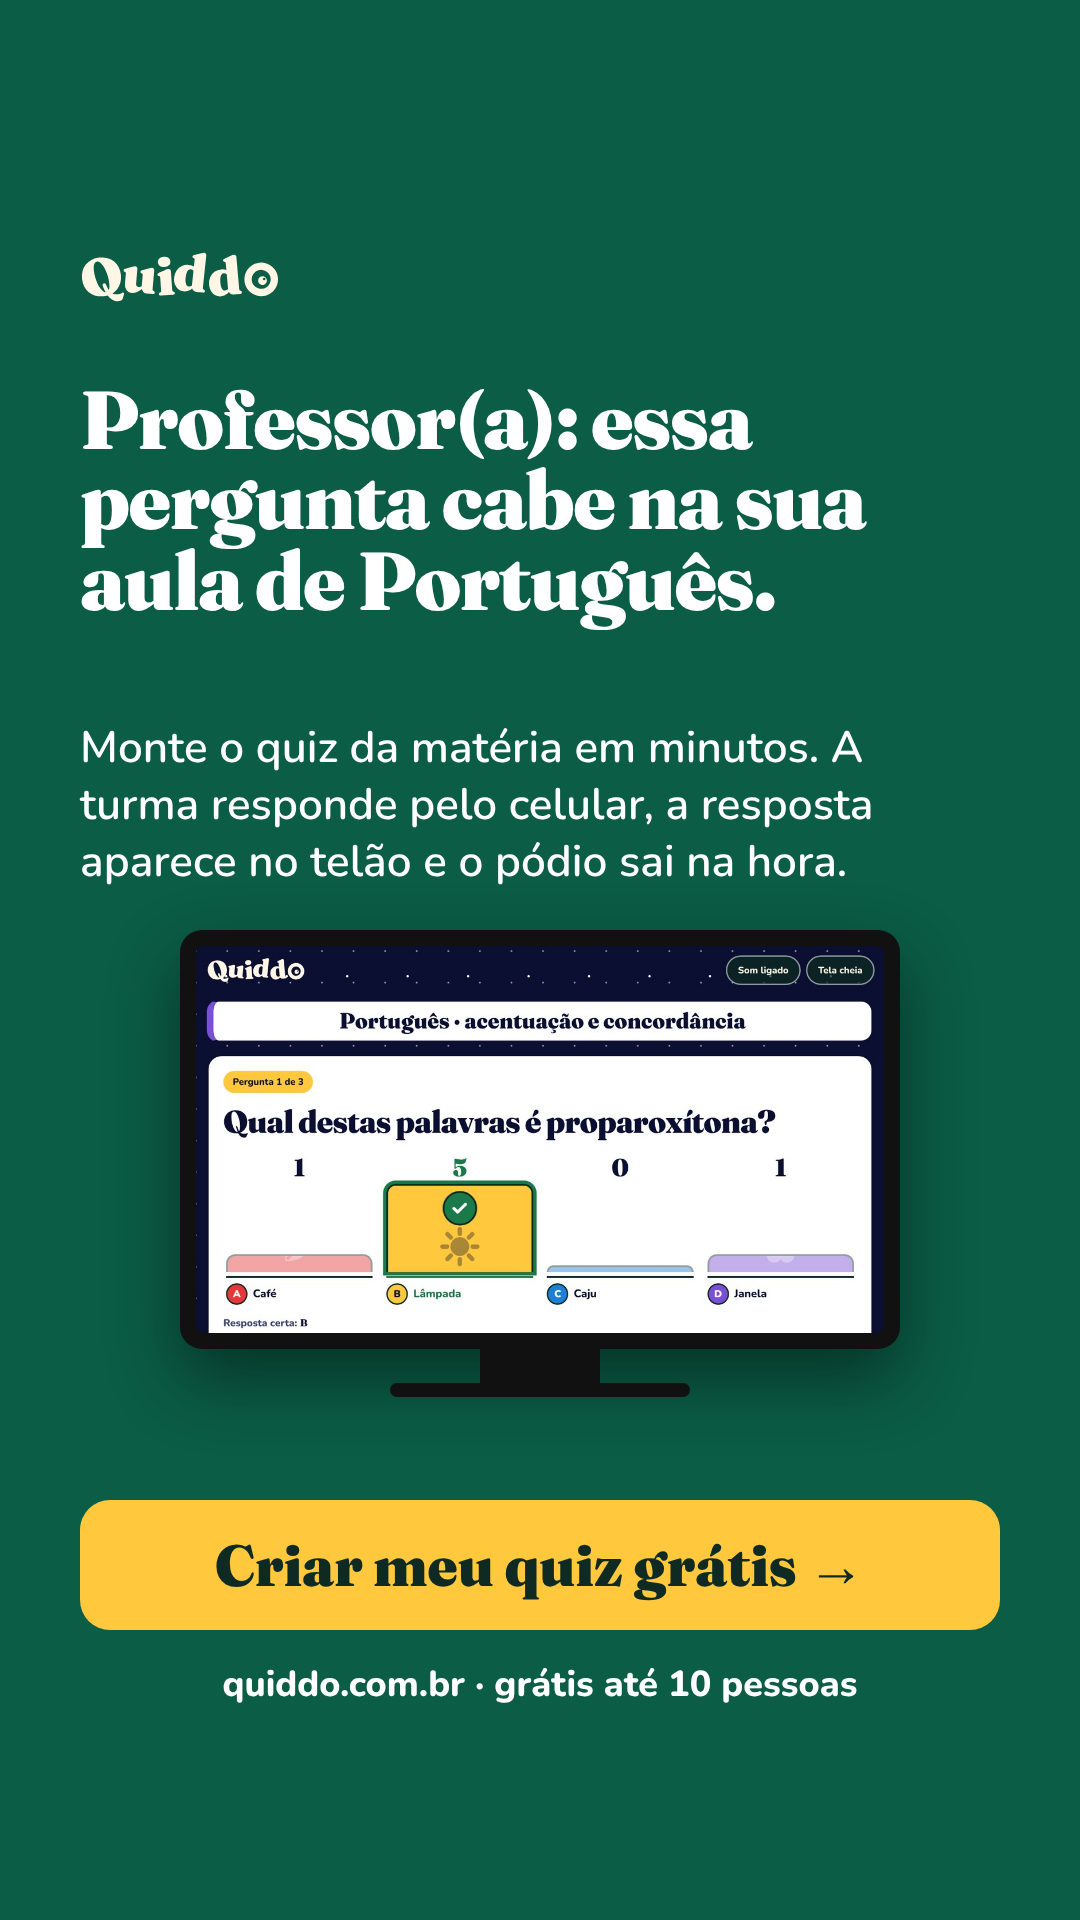 Quiddo
Professor(a): essa
pergunta cabe na sua
aula de Português.
Monte o quiz da matéria em minutos. A
turma responde pelo celular, a resposta
aparece no telão e o pódio sai na hora.
Quiddo
Som ligado
Tela cheia
Português · acentuação e concordância
Pergunta 1 de 3
Qual destas palavras é proparoxítona?
1 5 0 1
A Café B Lâmpada C Caju D Janela
Resposta certa: B
Criar meu quiz grátis →
quiddo.com.br · grátis até 10 pessoas